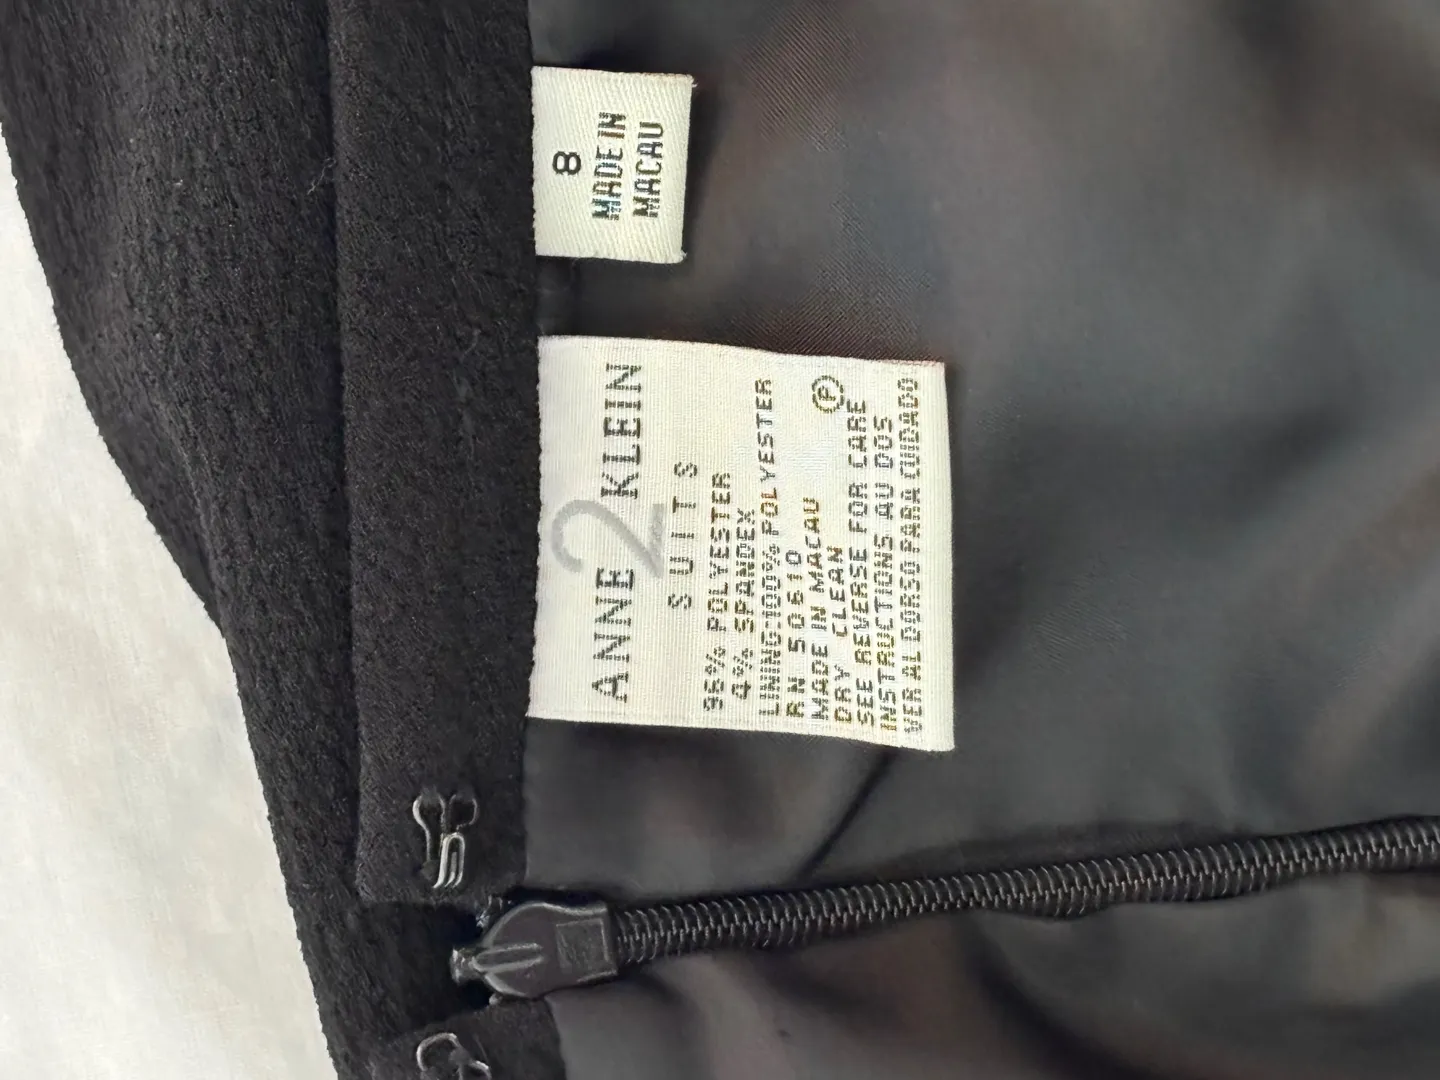 8
MADE IN
MACAU
ANNE 2 KLEIN
SUITS
96% POLYESTER
4% SPANDEX
LINING:100% POLYESTER
RN 50610
MADE IN MACAU
DRY CLEAN Ⓟ
SEE REVERSE FOR CARE
INSTRUCTIONS AU DOS
VER AL DORSO PARA CUIDADO